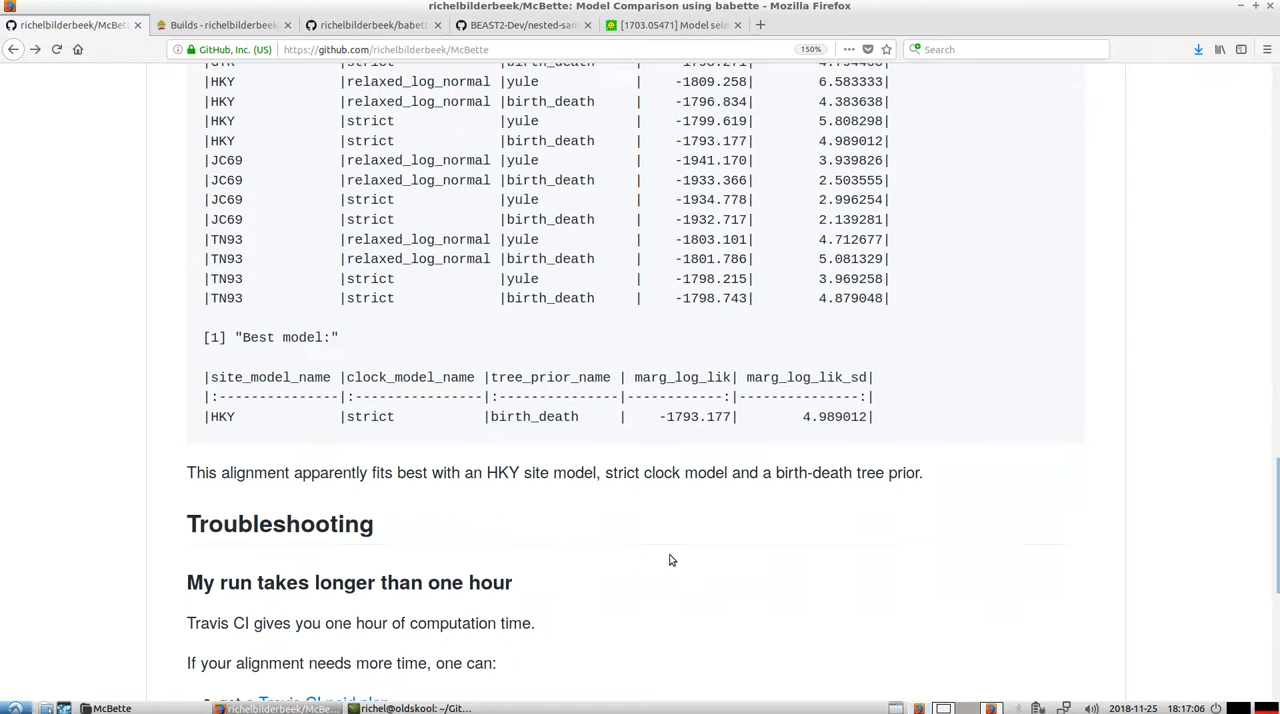 richelbilderbeek/McBette: Model Comparison using babette - Mozilla Firefox
richelbilderbeek/McBet
Builds - richelbilderbeek/
richelbilderbeek/babett
BEAST2-Dev/nested-sam
[1703.05471] Model sele
GitHub, Inc. (US) https://github.com/richelbilderbeek/McBette 150% Search
|HKY |relaxed_log_normal |yule | -1809.258| 6.583333|
|HKY |relaxed_log_normal |birth_death | -1796.834| 4.383638|
|HKY |strict |yule | -1799.619| 5.808298|
|HKY |strict |birth_death | -1793.177| 4.989012|
|JC69 |relaxed_log_normal |yule | -1941.170| 3.939826|
|JC69 |relaxed_log_normal |birth_death | -1933.366| 2.503555|
|JC69 |strict |yule | -1934.778| 2.996254|
|JC69 |strict |birth_death | -1932.717| 2.139281|
|TN93 |relaxed_log_normal |yule | -1803.101| 4.712677|
|TN93 |relaxed_log_normal |birth_death | -1801.786| 5.081329|
|TN93 |strict |yule | -1798.215| 3.969258|
|TN93 |strict |birth_death | -1798.743| 4.879048|
[1] "Best model:"
|site_model_name |clock_model_name |tree_prior_name | marg_log_lik| marg_log_lik_sd|
|:---------------|:----------------|:---------------|------------:|---------------:|
|HKY |strict |birth_death | -1793.177| 4.989012|
This alignment apparently fits best with an HKY site model, strict clock model and a birth-death tree prior.
Troubleshooting
My run takes longer than one hour
Travis CI gives you one hour of computation time.
If your alignment needs more time, one can:
get a Travis CI paid plan
McBette richelbilderbeek/McBe... richel@oldskool: ~/Git... 2018-11-25 18:17:06